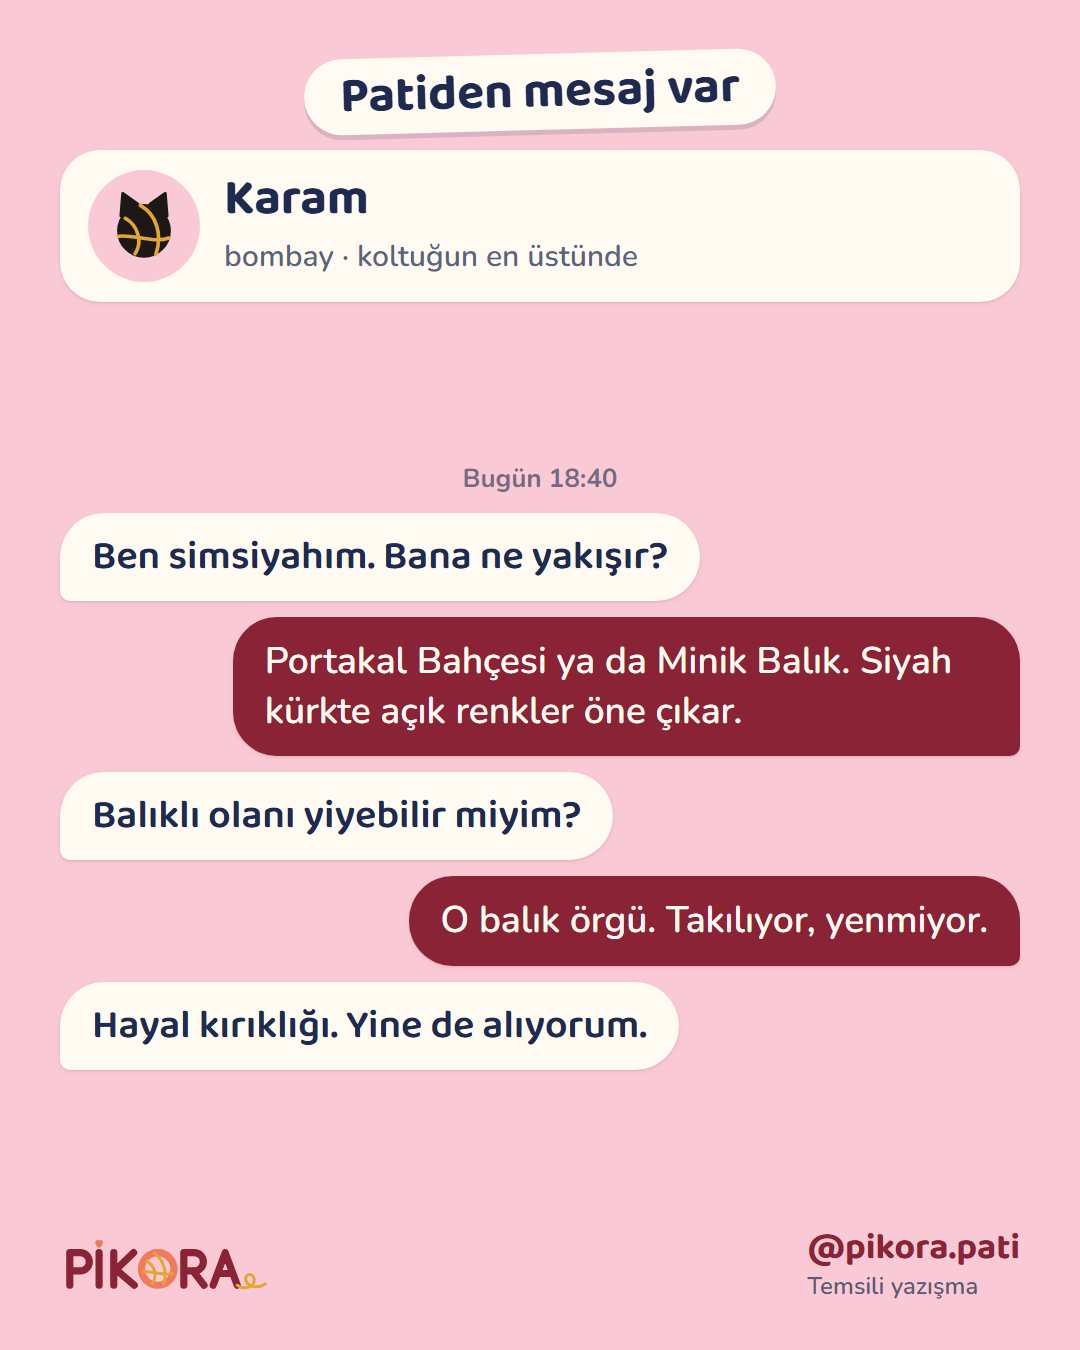 Patiden mesaj var
Karam
bombay · koltuğun en üstünde
Bugün 18:40
Ben simsiyahım. Bana ne yakışır?
Portakal Bahçesi ya da Minik Balık. Siyah
kürkte açık renkler öne çıkar.
Balıklı olanı yiyebilir miyim?
O balık örgü. Takılıyor, yenmiyor.
Hayal kırıklığı. Yine de alıyorum.
PİKORA
@pikora.pati
Temsili yazışma